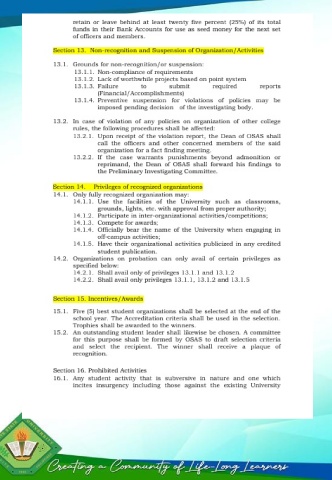 retain or leave behind at least twenty five percent (25%) of its total
funds in their Bank Accounts for use as seed money for the next set
of officers and members.
Section 13. Non-recognition and Suspension of Organization/Activities
13.1. Grounds for non-recognition/or suspension:
13.1.1. Non-compliance of requirements
13.1.2. Lack of worthwhile projects based on point system
13.1.3. Failure to submit required reports
(Financial/Accomplishments)
13.1.4. Preventive suspension for violations of policies may be
imposed pending decision of the investigating body.
13.2. In case of violation of any policies on organization of other college
rules, the following procedures shall be affected:
13.2.1. Upon receipt of the violation report, the Dean of OSAS shall
call the officers and other concerned members of the said
organization for a fact finding meeting.
13.2.2. If the case warrants punishments beyond admonition or
reprimand, the Dean of OSAS shall forward his findings to
the Preliminary Investigating Committee.
Section 14. Privileges of recognized organizations
14.1. Only fully recognized organization may:
14.1.1. Use the facilities of the University such as classrooms,
grounds, lights, etc. with approval from proper authority;
14.1.2. Participate in inter-organizational activities/competitions;
14.1.3. Compete for awards;
14.1.4. Officially bear the name of the University when engaging in
off-campus activities;
14.1.5. Have their organizational activities publicized in any credited
student publication.
14.2. Organizations on probation can only avail of certain privileges as
specified below:
14.2.1. Shall avail only of privileges 13.1.1 and 13.1.2
14.2.2. Shall avail only privileges 13.1.1, 13.1.2 and 13.1.5
Section 15. Incentives/Awards
15.1. Five (5) best student organizations shall be selected at the end of the
school year. The Accreditation criteria shall be used in the selection.
Trophies shall be awarded to the winners.
15.2. An outstanding student leader shall likewise be chosen. A committee
for this purpose shall be formed by OSAS to draft selection criteria
and select the recipient. The winner shall receive a plaque of
recognition.
Section 16. Prohibited Activities
16.1. Any student activity that is subversive in nature and one which
incites insurgency including those against the existing University
Creating a Community of Life-Long Learners